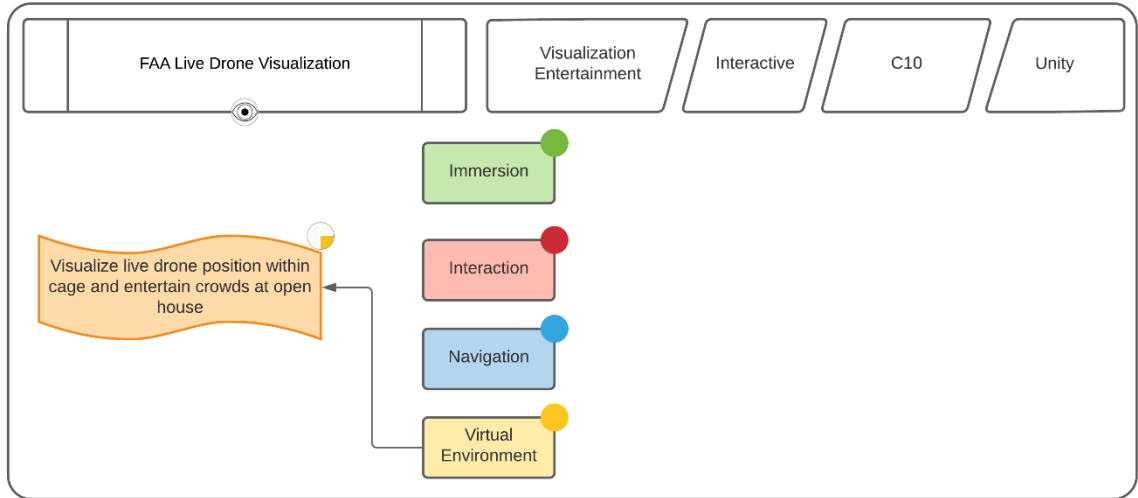 FAA Live Drone Visualization
Visualization
Entertainment
Interactive
C10
Unity
Immersion
Interaction
Visualize live drone position within
cage and entertain crowds at open
house
Navigation
Virtual
Environment